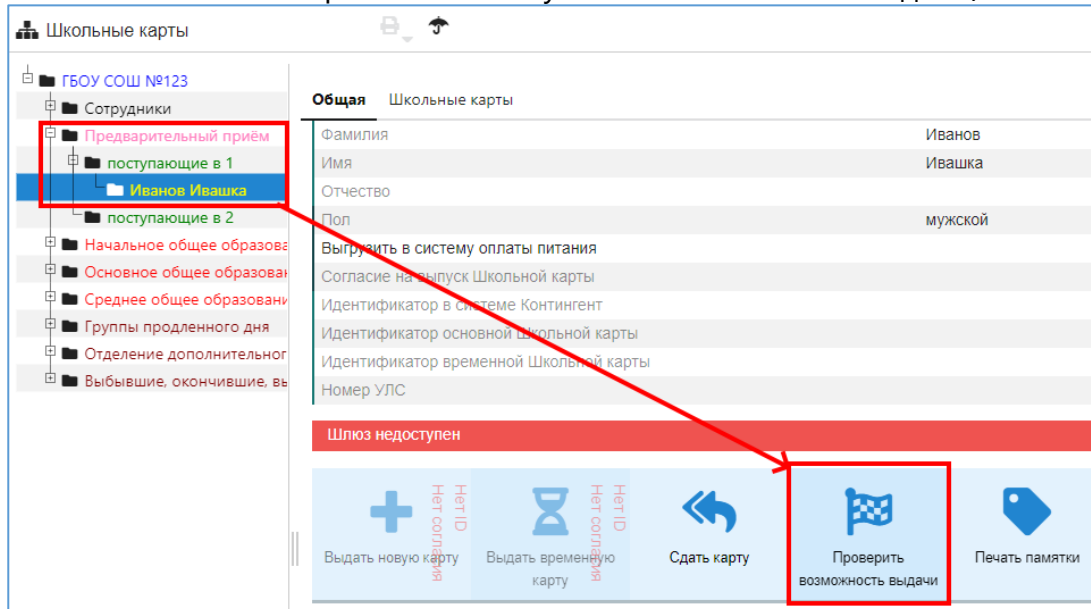 Школьные карты
ГБОУ СОШ №123
Сотрудники
Предварительный приём
поступающие в 1
Иванов Ивашка
поступающие в 2
Начальное общее образова
Основное общее образован
Среднее общее образовани
Группы продленного дня
Отделение дополнительног
Выбывшие, окончившие, вы
Общая Школьные карты
Фамилия Иванов
Имя Ивашка
Отчество
Пол мужской
Выгрузить в систему оплаты питания
Согласие на выпуск Школьной карты
Идентификатор в системе Контингент
Идентификатор основной Школьной карты
Идентификатор временной Школьной карты
Номер УЛС
Шлюз недоступен
Выдать новую карту
Нет ID
Нет согласия
Выдать временную
карту
Нет ID
Нет согласия
Сдать карту
Проверить
возможность выдачи
Печать памятки